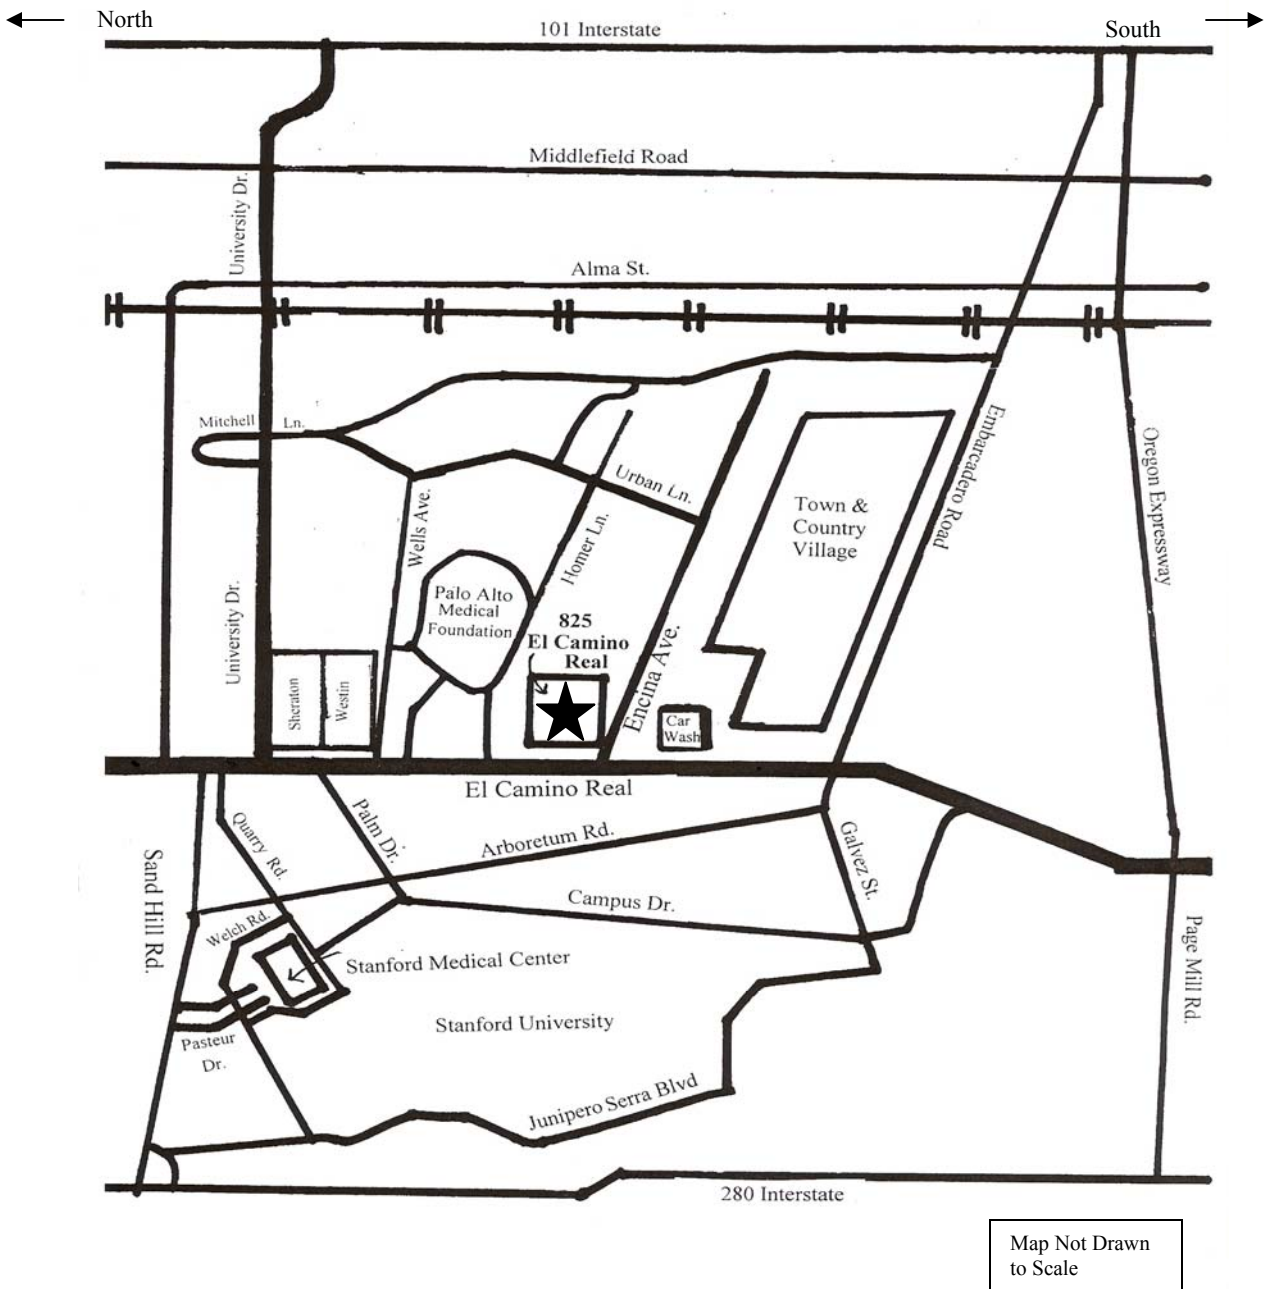 North
South
101 Interstate
Middlefield Road
University Dr.
Alma St.
Mitchell Ln.
Wells Ave.
Urban Ln.
Homer Ln.
Embarcadero Road
Oregon Expressway
Town &
Country
Village
University Dr.
Palo Alto
Medical
Foundation
825
El Camino
Real
Encina Ave.
Sheraton
Westin
Car
Wash
El Camino Real
Quarry Rd.
Palm Dr.
Arboretum Rd.
Galvez St.
Sand Hill Rd.
Campus Dr.
Welch Rd.
Stanford Medical Center
Page Mill Rd.
Stanford University
Pasteur
Dr.
Junipero Serra Blvd
280 Interstate
Map Not Drawn
to Scale